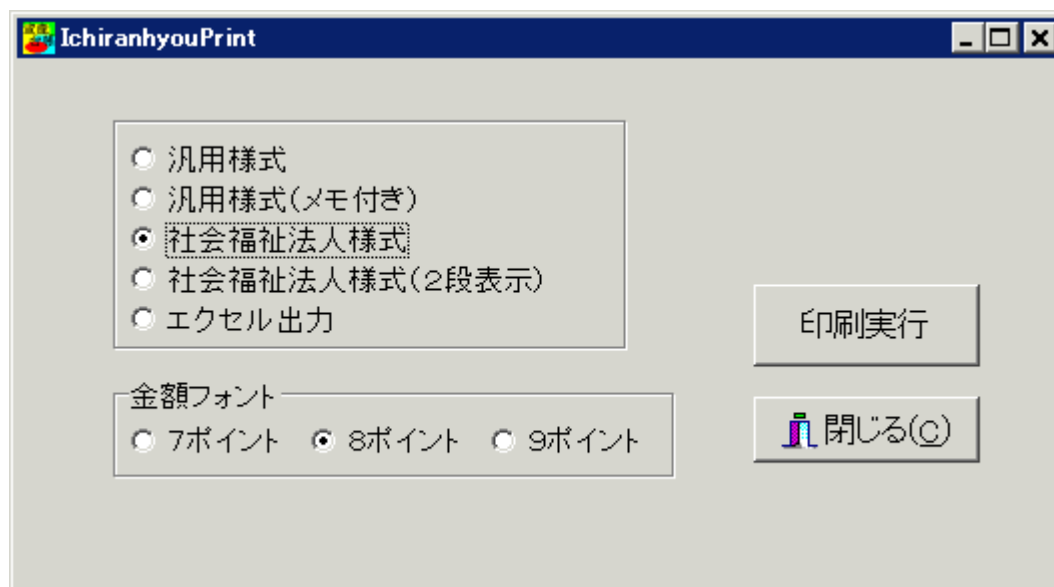 IchiranhyouPrint
汎用様式
汎用様式(メモ付き)
社会福祉法人様式
社会福祉法人様式(2段表示)
エクセル出力
印刷実行
金額フォント
7ポイント 8ポイント 9ポイント
閉じる(C)